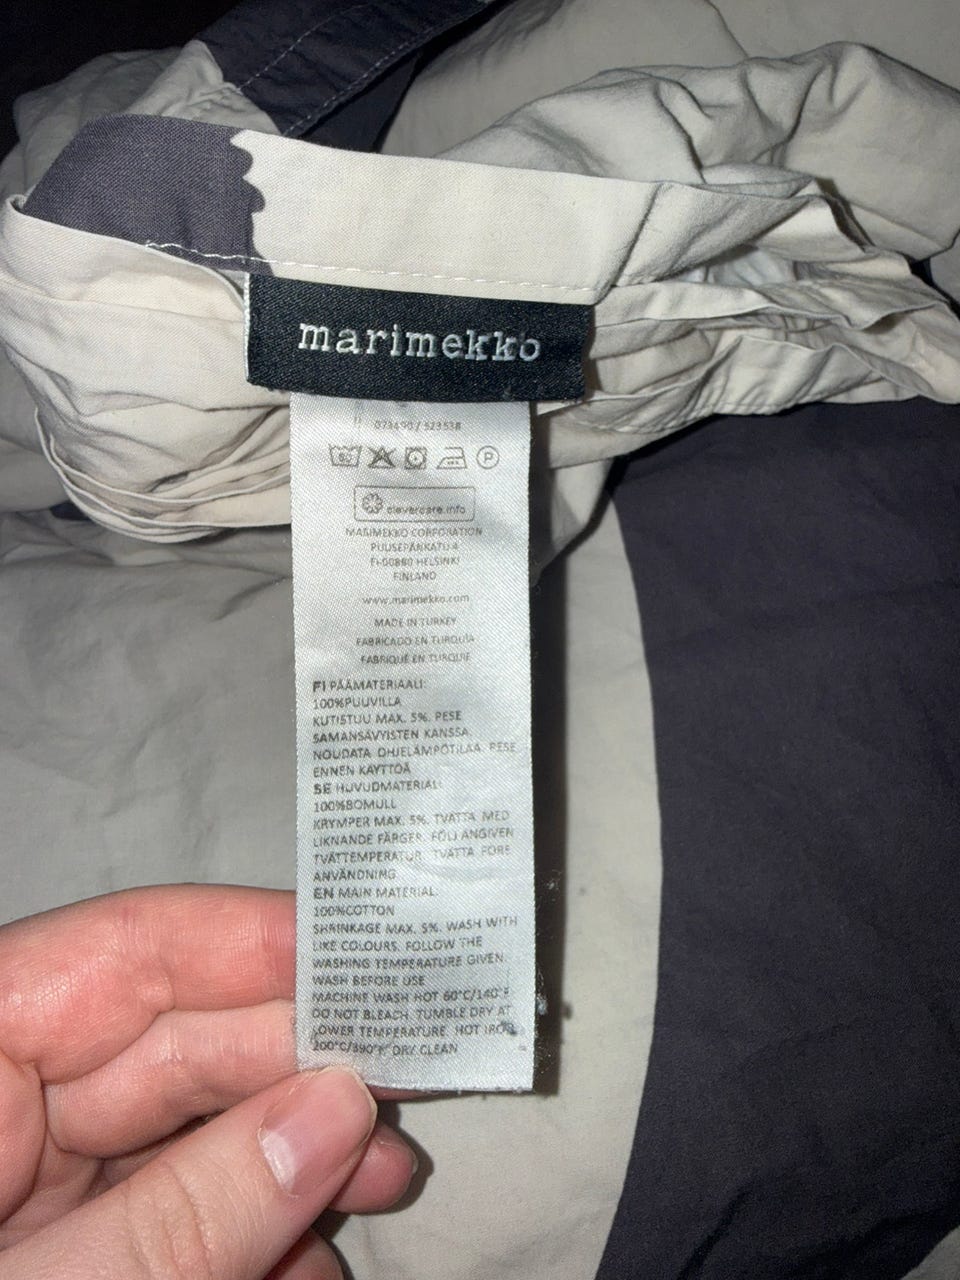 marimekko
073490 / 523538
60 P
clevercare.info
MARIMEKKO CORPORATION
PUUSEPÄNKATU 4
FI-00880 HELSINKI
FINLAND
www.marimekko.com
MADE IN TURKEY
FABRICADO EN TURQUÍA
FABRIQUÉ EN TURQUIE
FI PÄÄMATERIAALI:
100%PUUVILLA
KUTISTUU MAX. 5%. PESE
SAMANSÄVYISTEN KANSSA.
NOUDATA OHJELÄMPÖTILAA. PESE
ENNEN KÄYTTÖÄ
SE HUVUDMATERIAL:
100%BOMULL
KRYMPER MAX. 5%. TVÄTTA MED
LIKNANDE FÄRGER. FÖLJ ANGIVEN
TVÄTTEMPERATUR. TVÄTTA FÖRE
ANVÄNDNING
EN MAIN MATERIAL:
100%COTTON
SHRINKAGE MAX. 5%. WASH WITH
LIKE COLOURS. FOLLOW THE
WASHING TEMPERATURE GIVEN.
WASH BEFORE USE
MACHINE WASH HOT 60°C/140°F
DO NOT BLEACH. TUMBLE DRY AT
LOWER TEMPERATURE. HOT IRON
200°C/390°F. DRY CLEAN